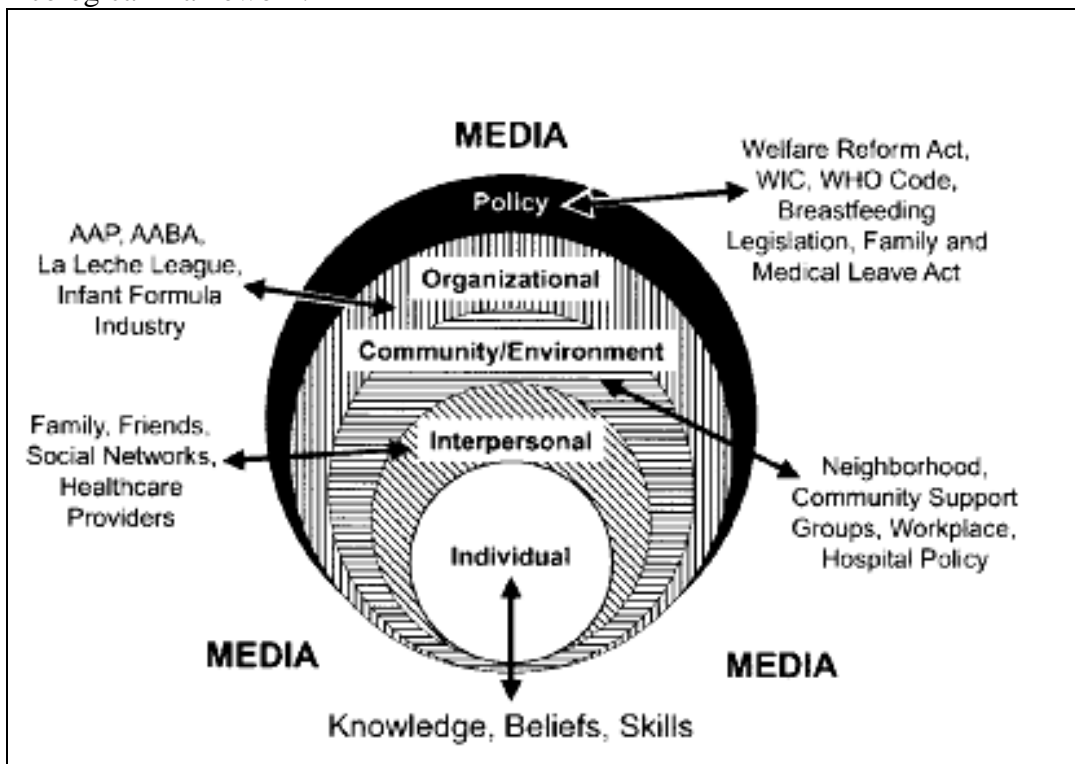 MEDIA
Policy
Welfare Reform Act,
WIC, WHO Code,
Breastfeeding
Legislation, Family and
Medical Leave Act
AAP, AABA,
La Leche League,
Infant Formula
Industry
Organizational
Community/Environment
Family, Friends,
Social Networks,
Healthcare
Providers
Interpersonal
Neighborhood,
Community Support
Groups, Workplace,
Hospital Policy
Individual
MEDIA
MEDIA
Knowledge, Beliefs, Skills